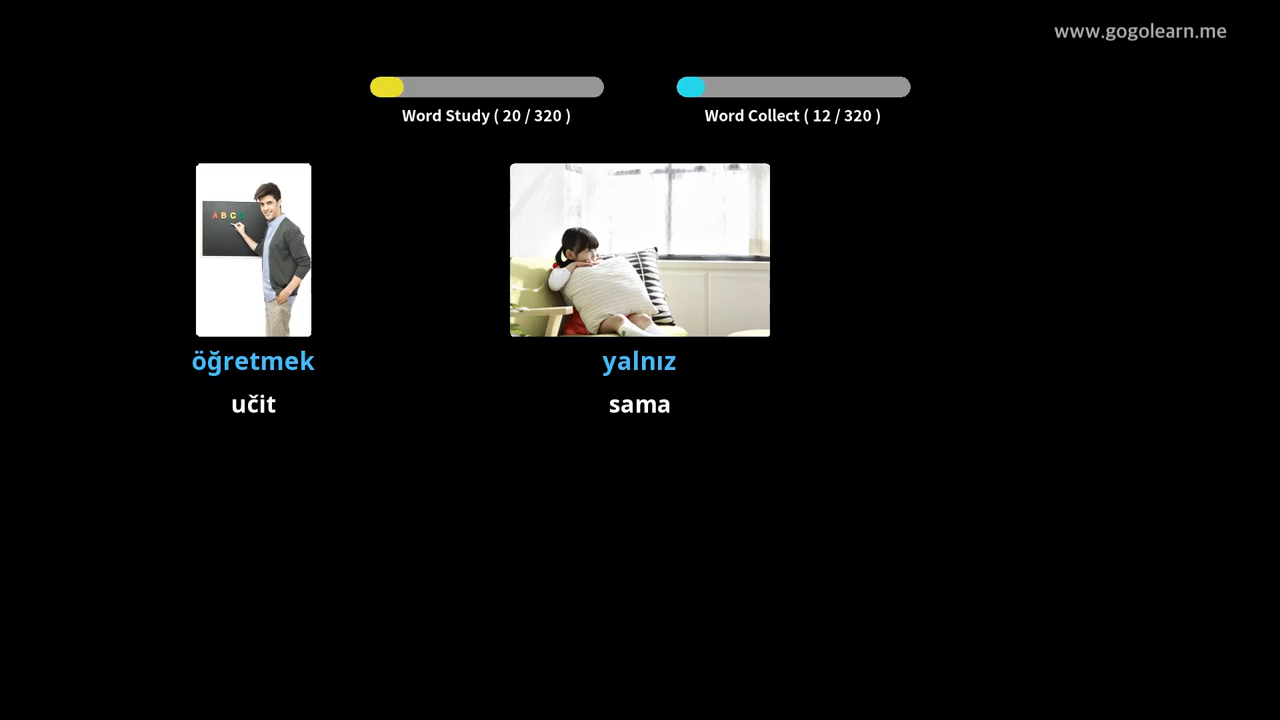 www.gogolearn.me
Word Study ( 20 / 320 )
Word Collect ( 12 / 320 )
A B C D
öğretmek
yalnız
učit
sama